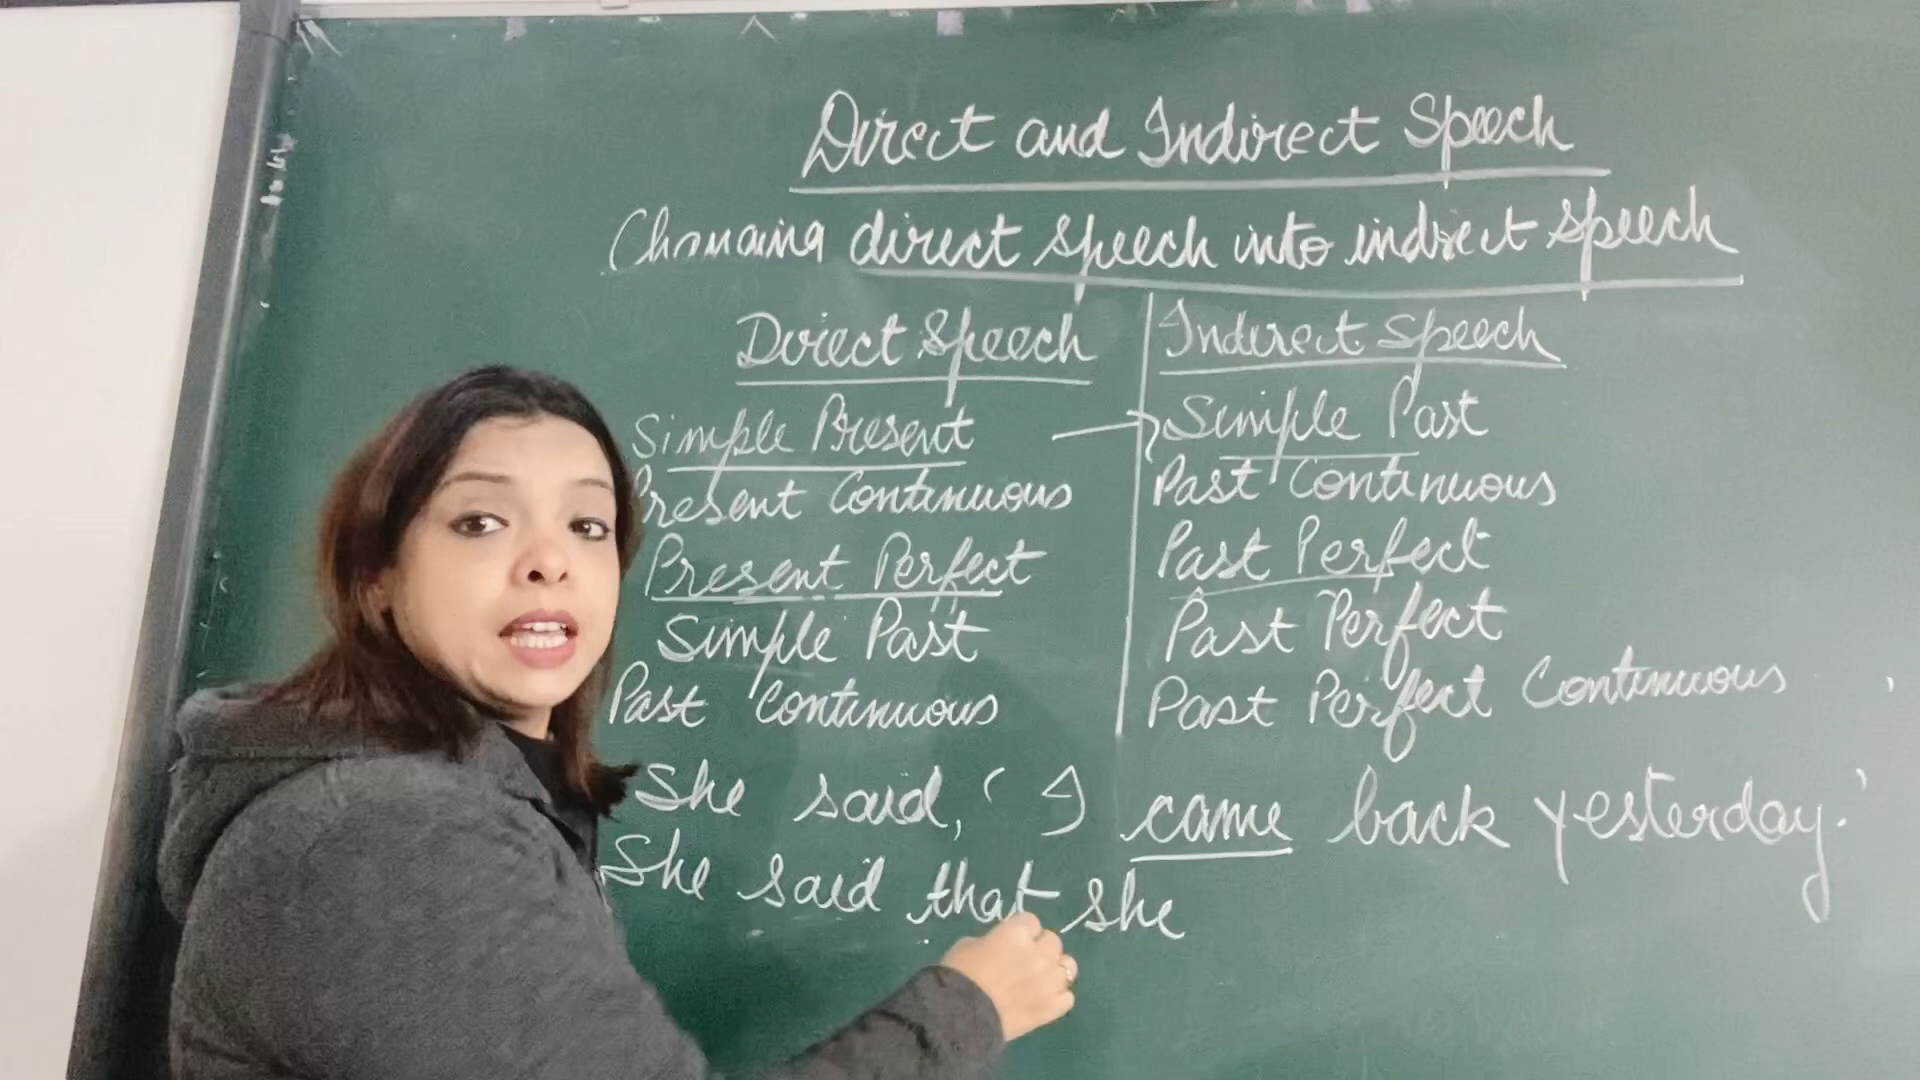 Direct and Indirect Speech
Changing direct speech into indirect speech
Direct Speech Indirect Speech
Simple Present → Simple Past
Present Continuous Past Continuous
Present Perfect Past Perfect
Simple Past Past Perfect
Past Continuous Past Perfect Continuous
She said, ‘I came back yesterday.’
She said that she